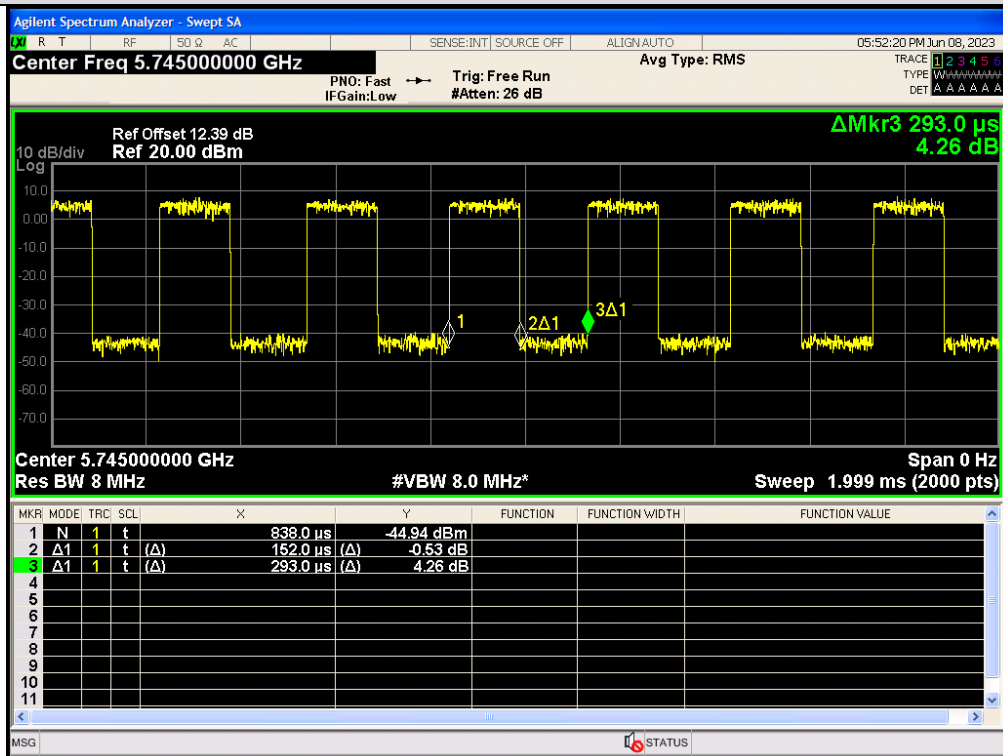 Agilent Spectrum Analyzer - Swept SA
LXI R T RF 50 Ω AC SENSE:INT SOURCE OFF ALIGN AUTO 05:52:20 PM Jun 08, 2023
Center Freq 5.745000000 GHz Avg Type: RMS TRACE 1 2 3 4 5 6
PNO: Fast Trig: Free Run TYPE W
IFGain:Low #Atten: 26 dB DET A A A A A A
ΔMkr3 293.0 µs
Ref Offset 12.39 dB
10 dB/div Ref 20.00 dBm 4.26 dB
Log
10.0
0.00
-10.0
-20.0
-30.0
1 2Δ1 3Δ1
-40.0
-50.0
-60.0
-70.0
Center 5.745000000 GHz Span 0 Hz
Res BW 8 MHz #VBW 8.0 MHz* Sweep 1.999 ms (2000 pts)
MKR MODE TRC SCL X Y FUNCTION FUNCTION WIDTH FUNCTION VALUE
1 N 1 t 838.0 µs -44.94 dBm
2 Δ1 1 t (Δ) 152.0 µs (Δ) -0.53 dB
3 Δ1 1 t (Δ) 293.0 µs (Δ) 4.26 dB
4
5
6
7
8
9
10
11
MSG STATUS